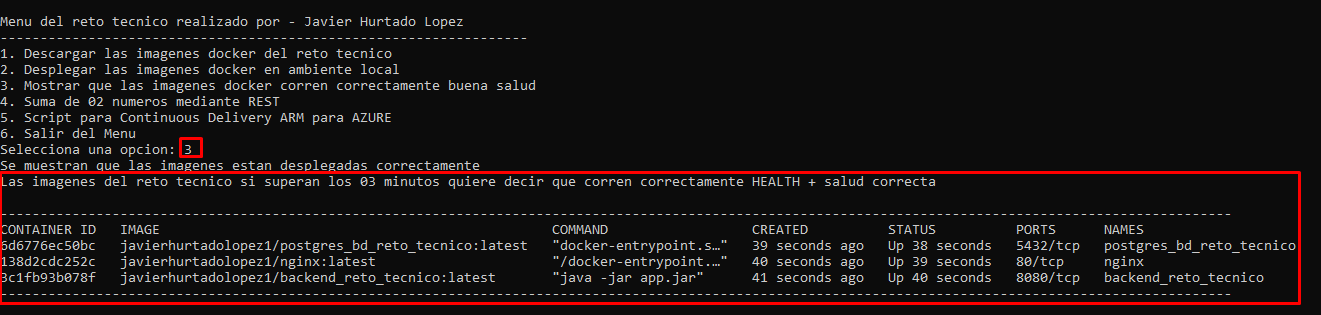 Menu del reto tecnico realizado por - Javier Hurtado Lopez
------------------------------------------------------------------
1. Descargar las imagenes docker del reto tecnico
2. Desplegar las imagenes docker en ambiente local
3. Mostrar que las imagenes docker corren correctamente buena salud
4. Suma de 02 numeros mediante REST
5. Script para Continuous Delivery ARM para AZURE
6. Salir del Menu
Selecciona una opcion: 3
Se muestran que las imagenes estan desplegadas correctamente
Las imagenes del reto tecnico si superan los 03 minutos quiere decir que corren correctamente HEALTH + salud correcta
----------------------------------------------------------------------------------------------------------------------------------------------------------
CONTAINER ID   IMAGE                                             COMMAND                  CREATED          STATUS          PORTS      NAMES
6d6776ec50bc   javierhurtadolopez1/postgres_bd_reto_tecnico:latest   "docker-entrypoint.s…"   39 seconds ago   Up 38 seconds   5432/tcp   postgres_bd_reto_tecnico
138d2cdc252c   javierhurtadolopez1/nginx:latest                      "/docker-entrypoint.…"   40 seconds ago   Up 39 seconds   80/tcp     nginx
3c1fb93b078f   javierhurtadolopez1/backend_reto_tecnico:latest       "java -jar app.jar"      41 seconds ago   Up 40 seconds   8080/tcp   backend_reto_tecnico
----------------------------------------------------------------------------------------------------------------------------------------------------------